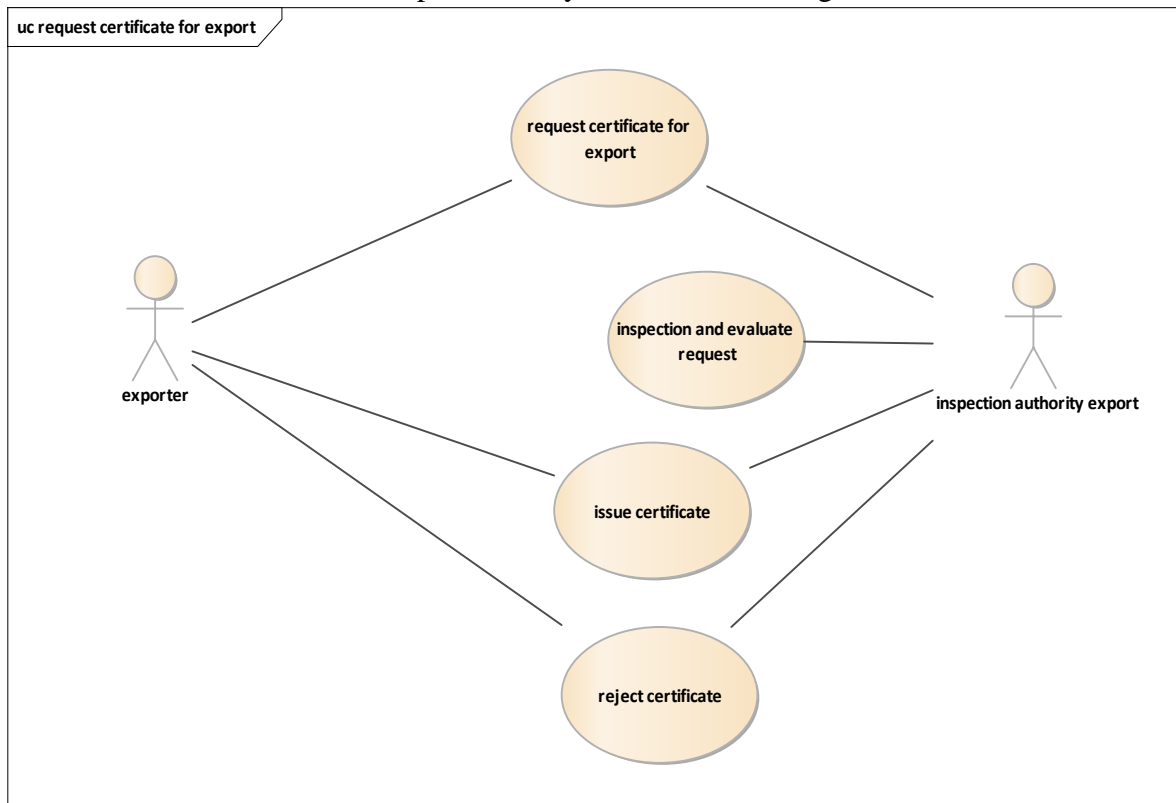 uc request certificate for export
request certificate for
export
inspection and evaluate
request
exporter
inspection authority export
issue certificate
reject certificate